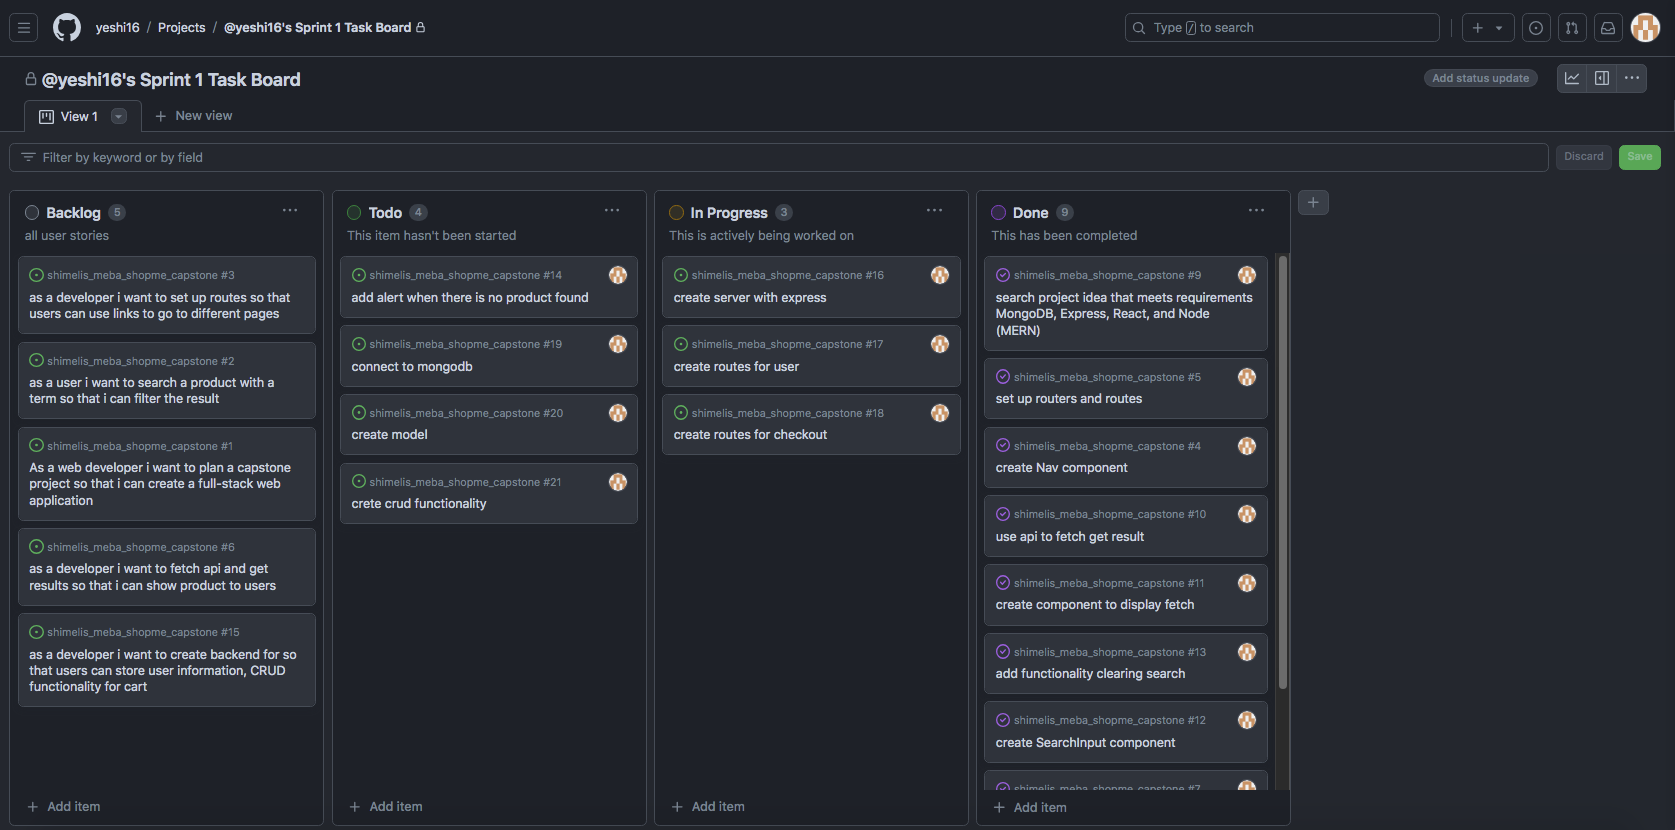 yeshi16 / Projects / @yeshi16's Sprint 1 Task Board
Type / to search
@yeshi16's Sprint 1 Task Board
Add status update
View 1
New view
Filter by keyword or by field
Discard
Save
Backlog 5
all user stories
shimelis_meba_shopme_capstone #3
as a developer i want to set up routes so that
users can use links to go to different pages
shimelis_meba_shopme_capstone #2
as a user i want to search a product with a
term so that i can filter the result
shimelis_meba_shopme_capstone #1
As a web developer i want to plan a capstone
project so that i can create a full-stack web
application
shimelis_meba_shopme_capstone #6
as a developer i want to fetch api and get
results so that i can show product to users
shimelis_meba_shopme_capstone #15
as a developer i want to create backend for so
that users can store user information, CRUD
functionality for cart
Add item
Todo 4
This item hasn't been started
shimelis_meba_shopme_capstone #14
add alert when there is no product found
shimelis_meba_shopme_capstone #19
connect to mongodb
shimelis_meba_shopme_capstone #20
create model
shimelis_meba_shopme_capstone #21
crete crud functionality
Add item
In Progress 3
This is actively being worked on
shimelis_meba_shopme_capstone #16
create server with express
shimelis_meba_shopme_capstone #17
create routes for user
shimelis_meba_shopme_capstone #18
create routes for checkout
Add item
Done 9
This has been completed
shimelis_meba_shopme_capstone #9
search project idea that meets requirements
MongoDB, Express, React, and Node
(MERN)
shimelis_meba_shopme_capstone #5
set up routers and routes
shimelis_meba_shopme_capstone #4
create Nav component
shimelis_meba_shopme_capstone #10
use api to fetch get result
shimelis_meba_shopme_capstone #11
create component to display fetch
shimelis_meba_shopme_capstone #13
add functionality clearing search
shimelis_meba_shopme_capstone #12
create SearchInput component
shimelis_meba_shopme_capstone #7
Add item